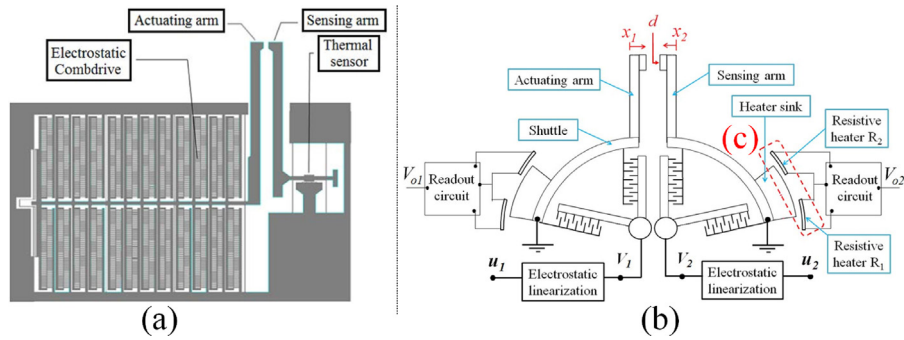 Actuating arm
Sensing arm
Electrostatic
Combdrive
Thermal
sensor
(a)
x1
d
x2
Actuating arm
Sensing arm
Heater sink
Shuttle
(c)
Resistive
heater R2
Vo1
Readout
circuit
Readout
circuit
Vo2
Resistive
heater R1
u1
V1
V2
u2
Electrostatic
linearization
Electrostatic
linearization
(b)